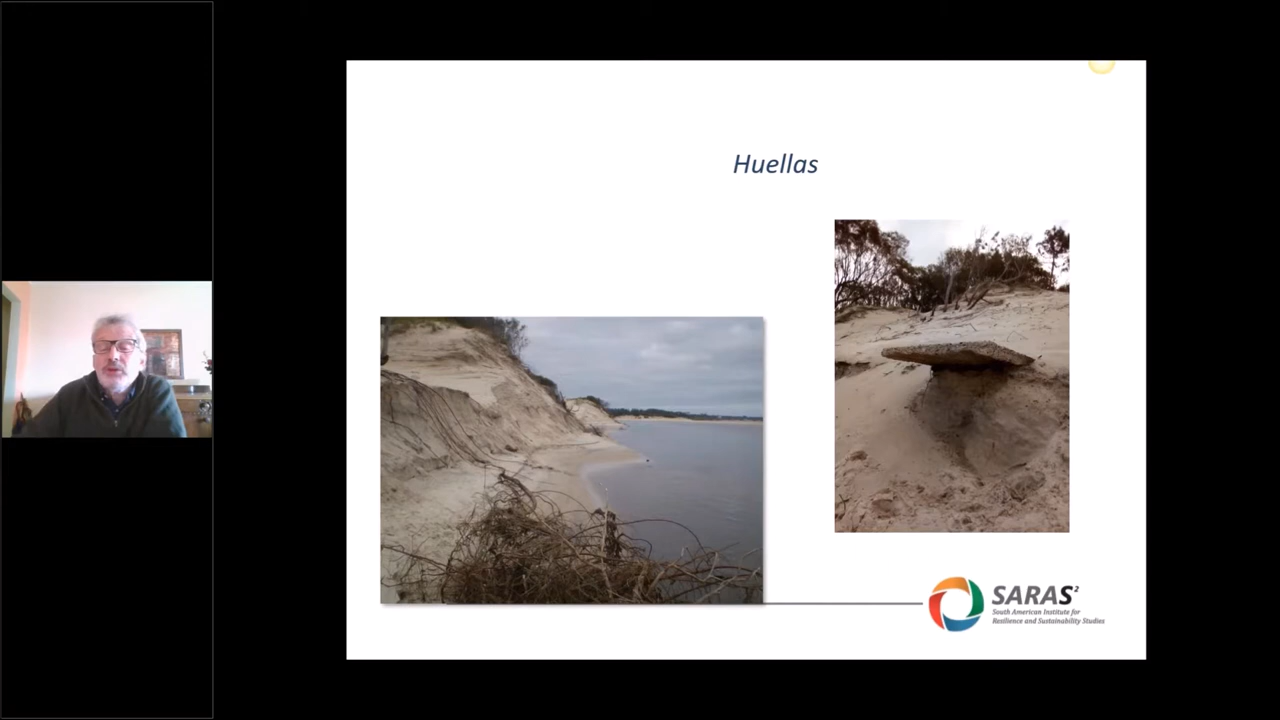 Huellas
SARAS²
South American Institute for
Resilience and Sustainability Studies